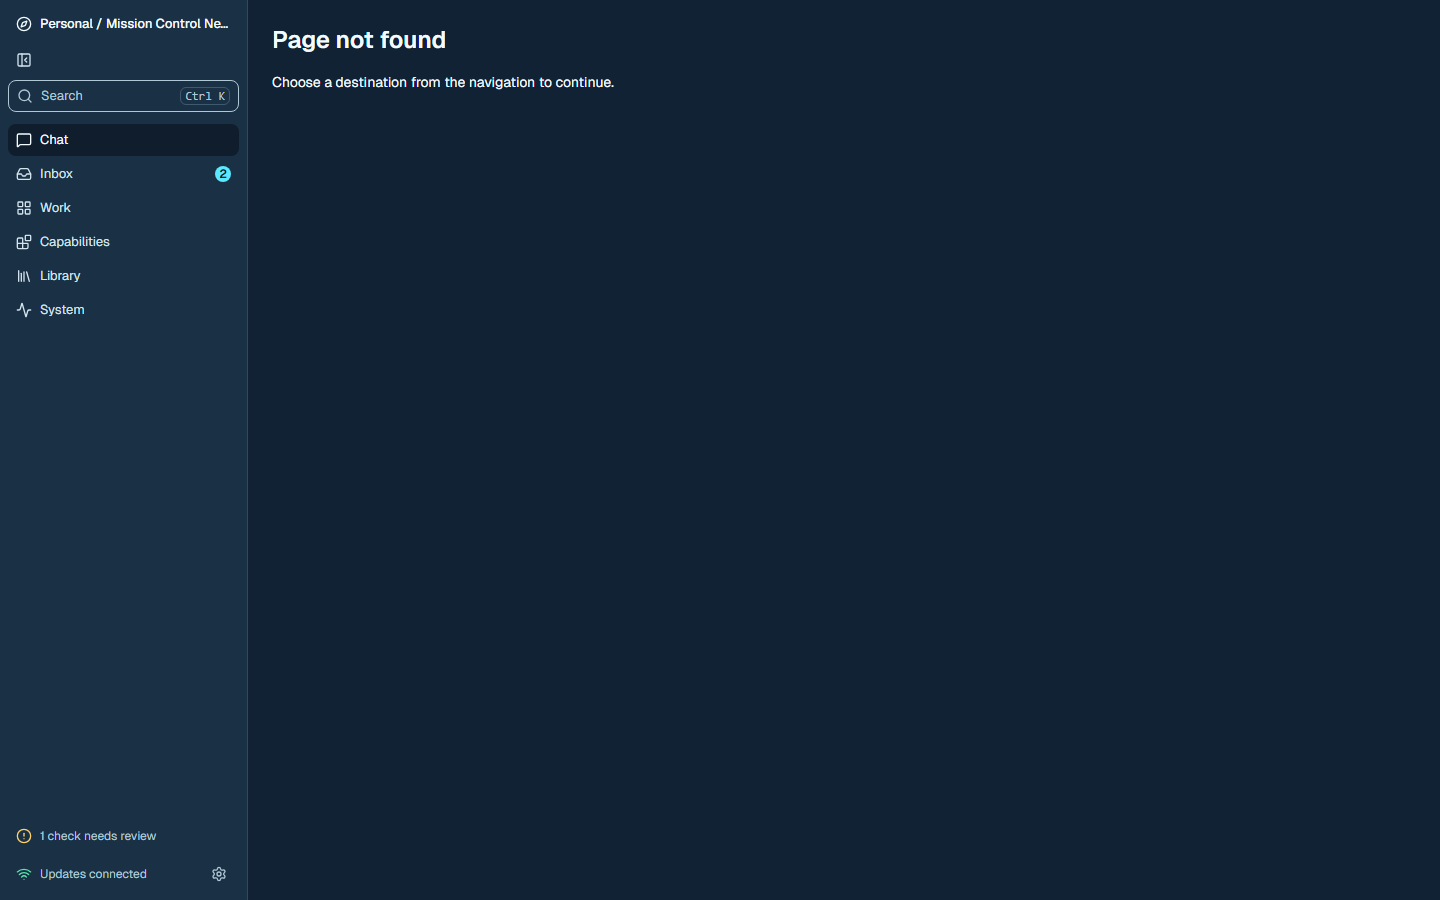 Personal / Mission Control Ne...
Search Ctrl K
Chat
Inbox 2
Work
Capabilities
Library
System
1 check needs review
Updates connected
Page not found
Choose a destination from the navigation to continue.